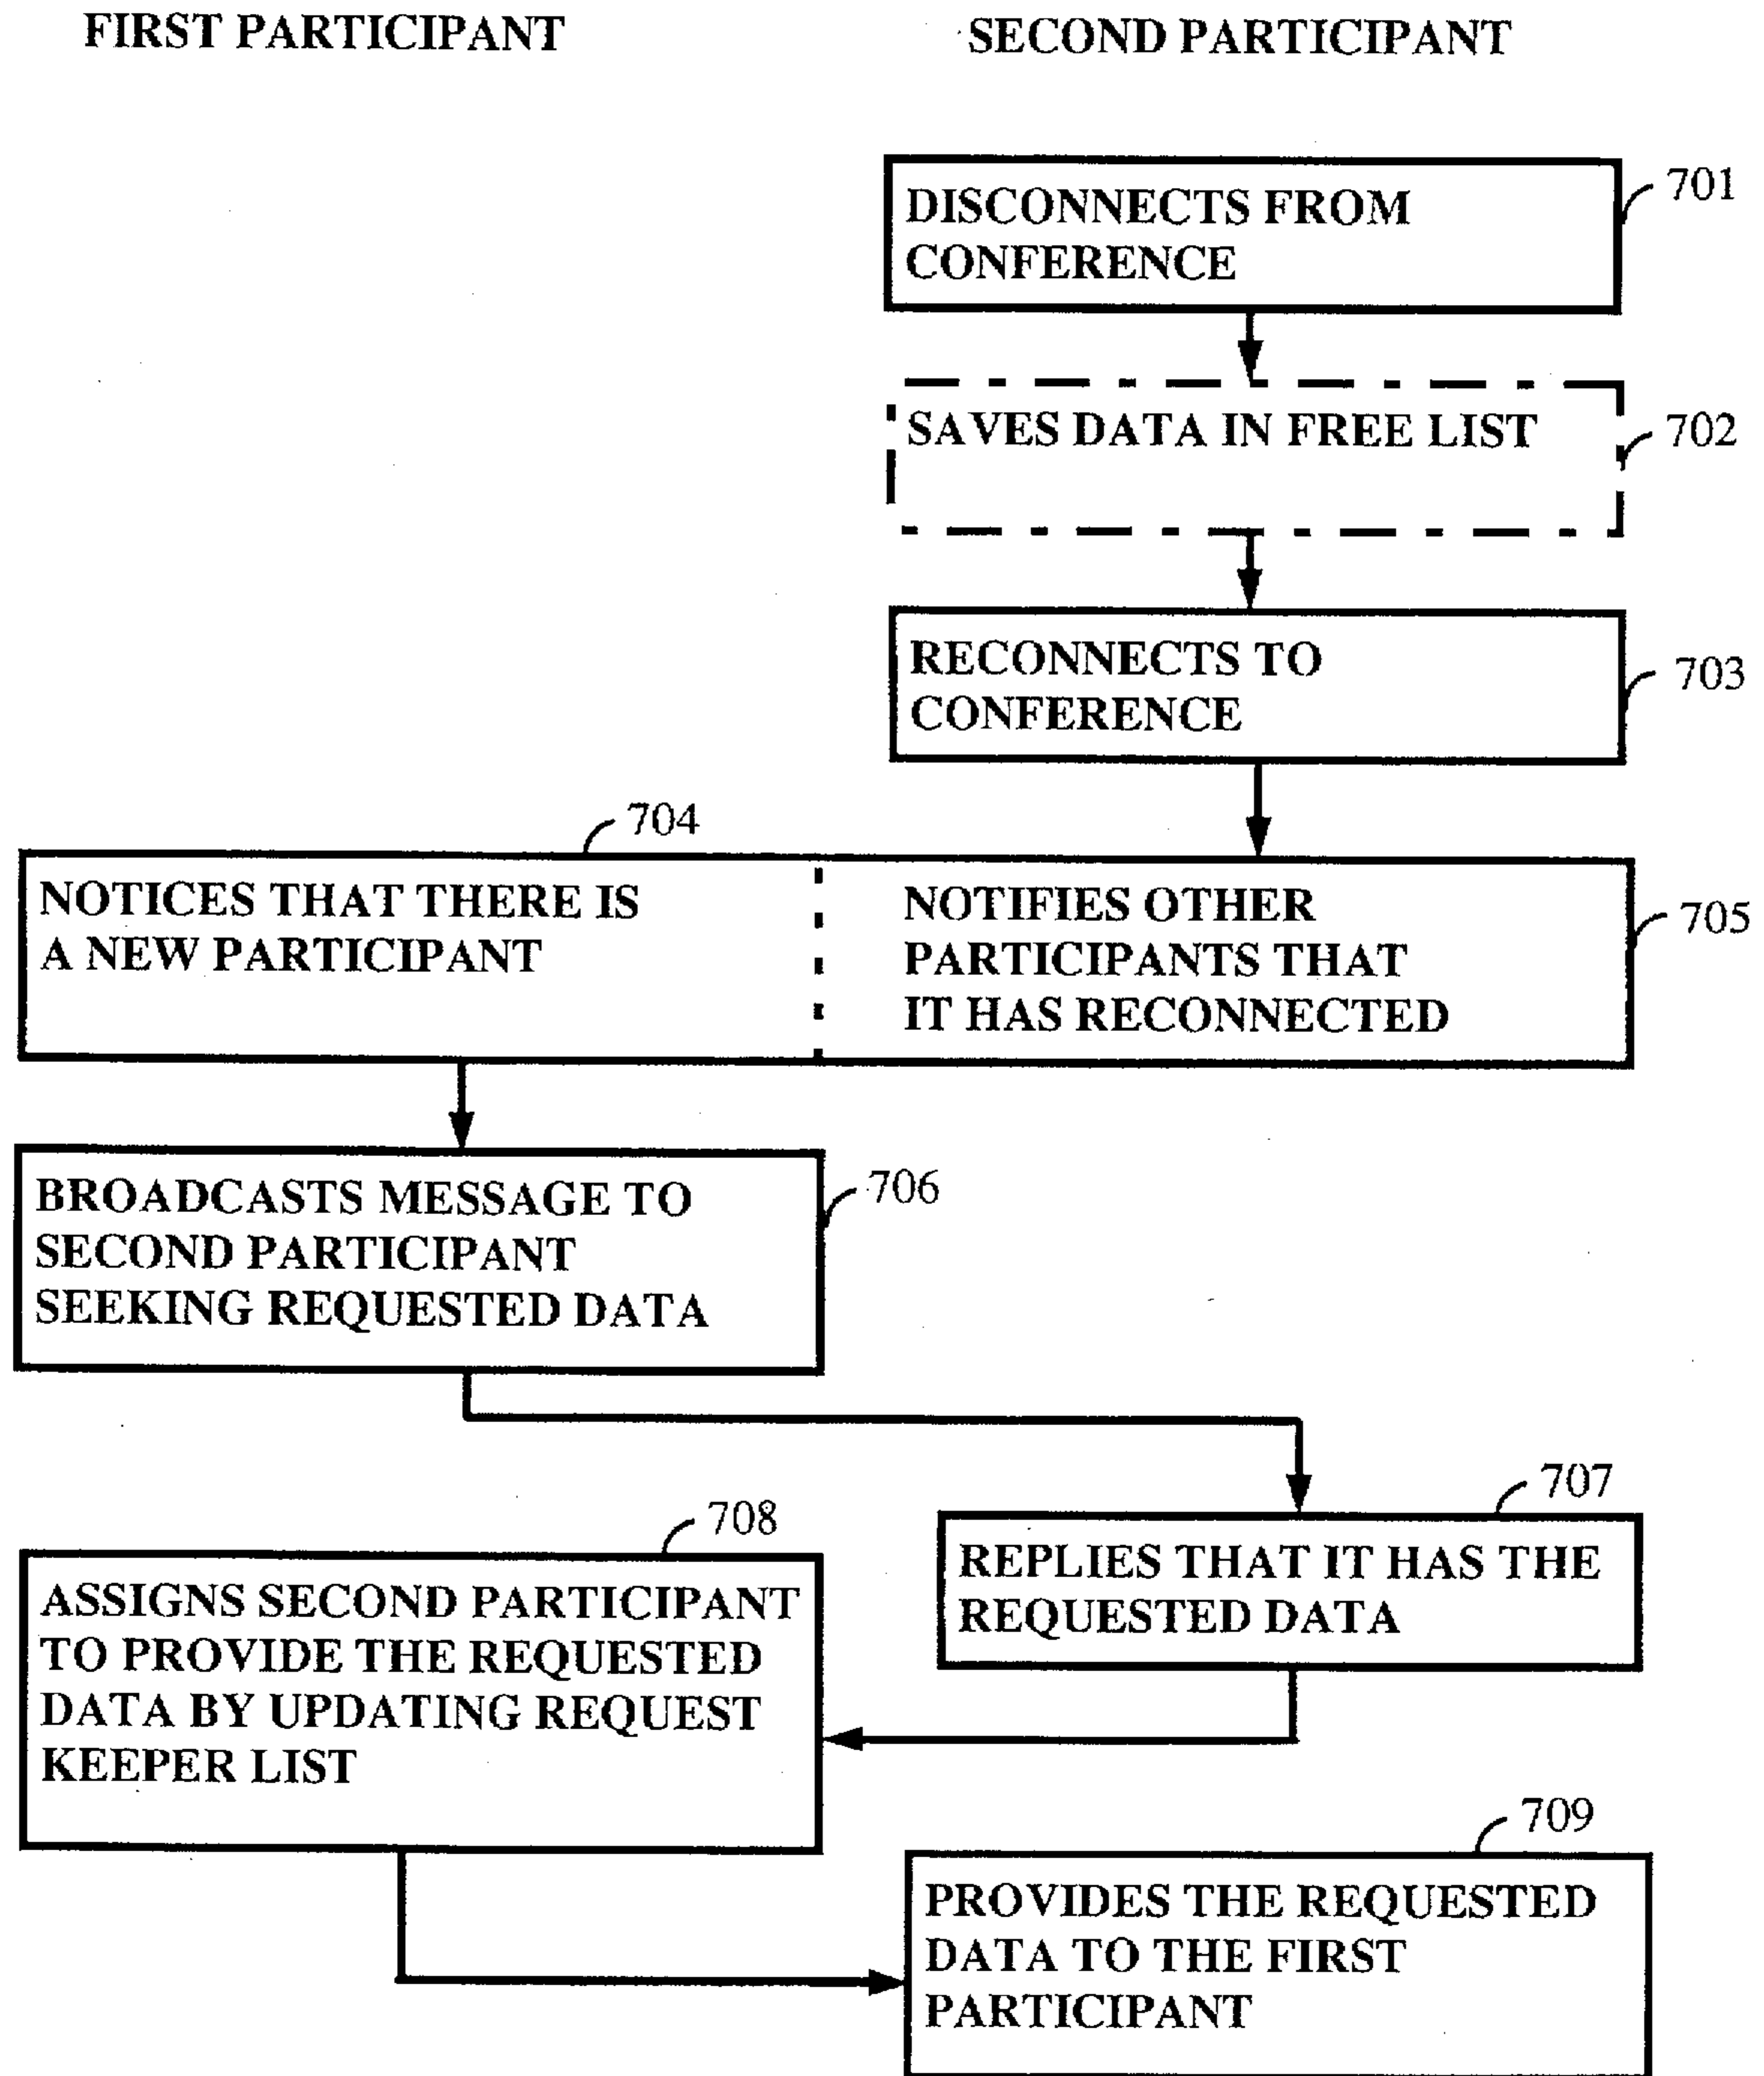 FIRST PARTICIPANT
SECOND PARTICIPANT
DISCONNECTS FROM
CONFERENCE
701
SAVES DATA IN FREE LIST
702
RECONNECTS TO
CONFERENCE
703
704
NOTICES THAT THERE IS
A NEW PARTICIPANT
NOTIFIES OTHER
PARTICIPANTS THAT
IT HAS RECONNECTED
705
BROADCASTS MESSAGE TO
SECOND PARTICIPANT
SEEKING REQUESTED DATA
706
707
REPLIES THAT IT HAS THE
REQUESTED DATA
708
ASSIGNS SECOND PARTICIPANT
TO PROVIDE THE REQUESTED
DATA BY UPDATING REQUEST
KEEPER LIST
709
PROVIDES THE REQUESTED
DATA TO THE FIRST
PARTICIPANT